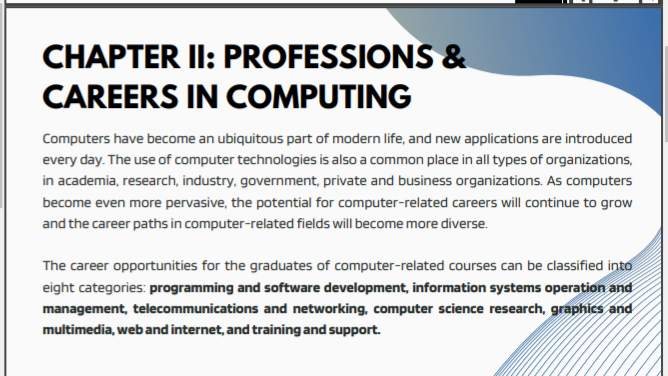 CHAPTER II: PROFESSIONS &
CAREERS IN COMPUTING
Computers have become an ubiquitous part of modern life, and new applications are introduced
every day. The use of computer technologies is also a common place in all types of organizations,
in academia, research, industry, government, private and business organizations. As computers
become even more pervasive, the potential for computer-related careers will continue to grow
and the career paths in computer-related fields will become more diverse.
The career opportunities for the graduates of computer-related courses can be classified into
eight categories: programming and software development, information systems operation and
management, telecommunications and networking, computer science research, graphics and
multimedia, web and internet, and training and support.